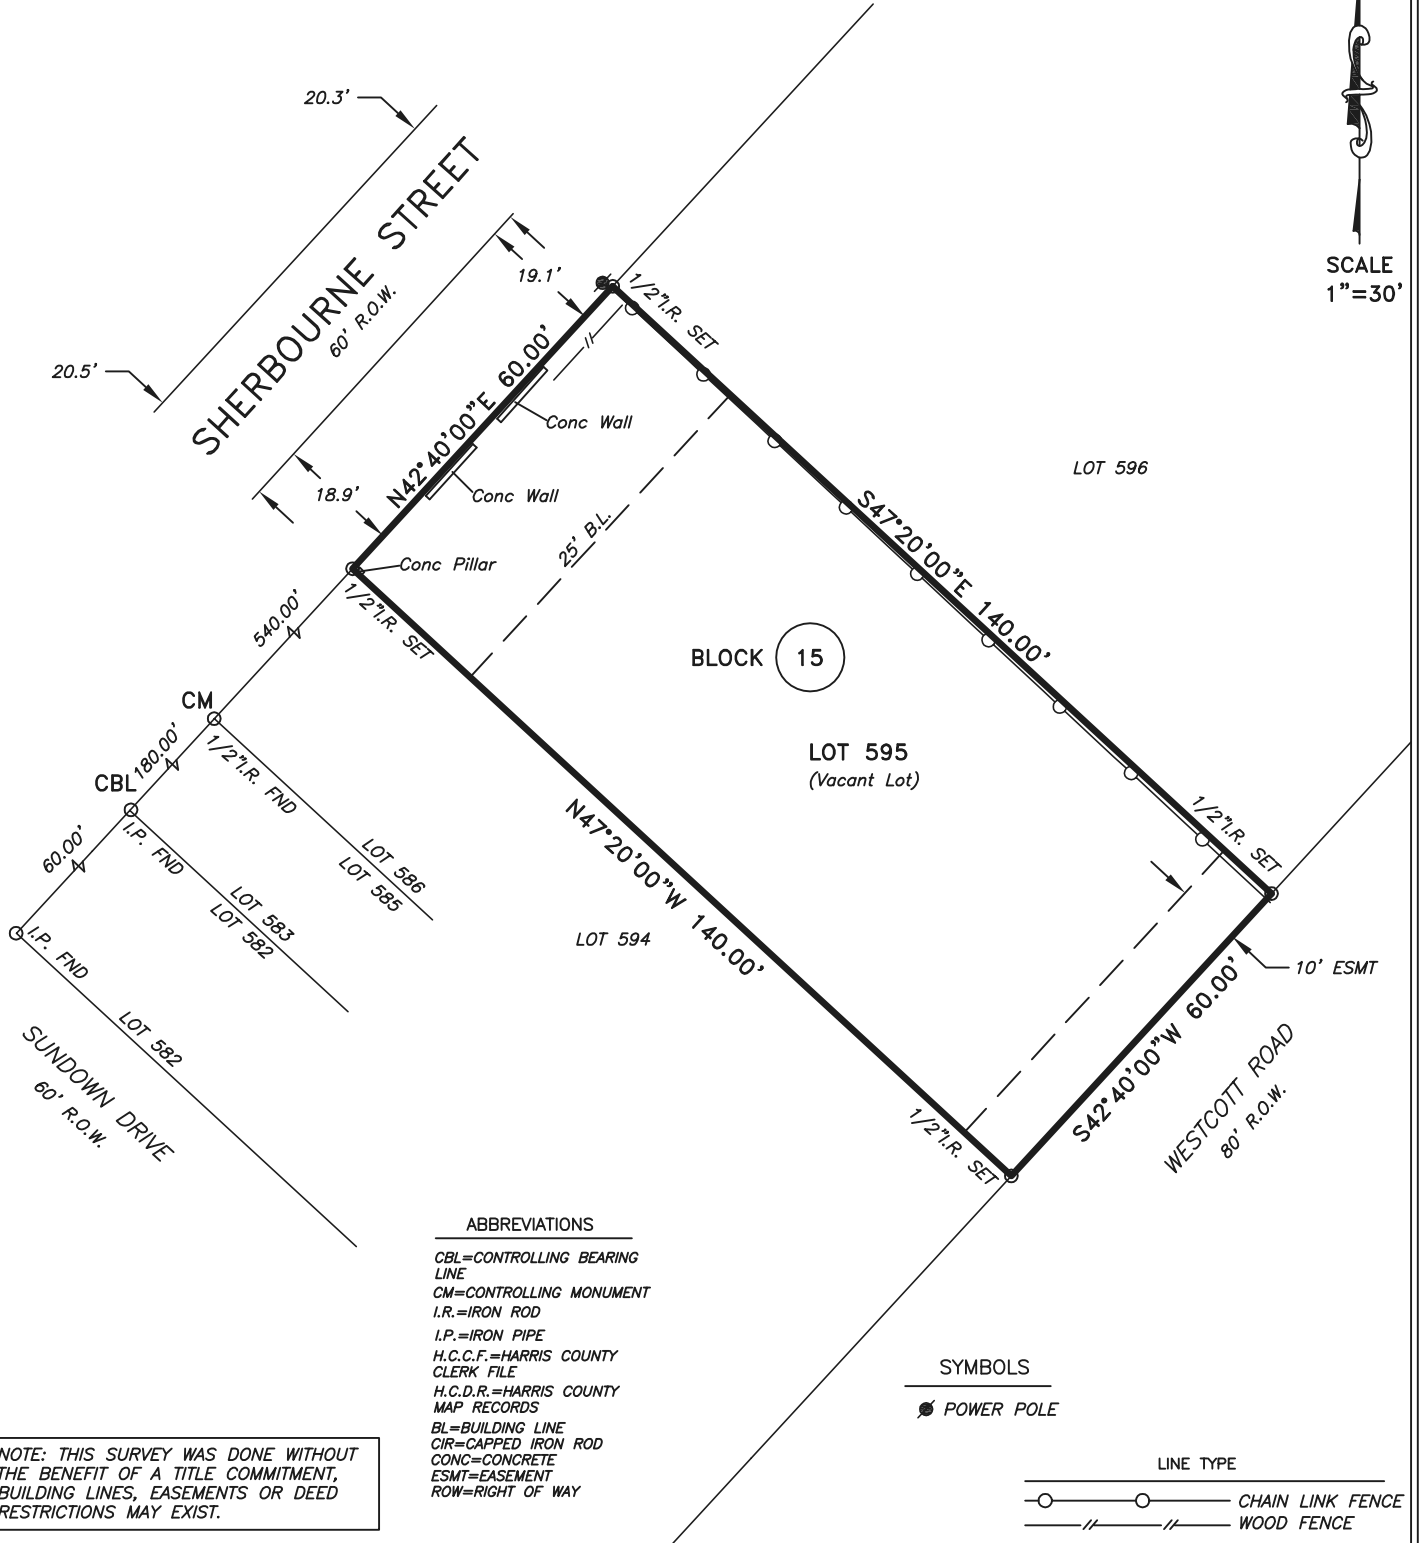 20.3'
SHERBOURNE STREET
60' R.O.W.
20.5'
19.1'
18.9'
SCALE
1"=30'
1/2"I.R. SET
N42°40'00"E 60.00'
Conc Wall
Conc Wall
Conc Pillar
1/2"I.R. SET
25' B.L.
LOT 596
S47°20'00"E 140.00'
BLOCK 15
LOT 595
(Vacant Lot)
540.00'
CM
1/2"I.R. FND
180.00'
CBL
I.P. FND
60.00'
I.P. FND
LOT 586
LOT 585
LOT 583
LOT 582
LOT 582
SUNDOWN DRIVE
60' R.O.W.
N47°20'00"W 140.00'
LOT 594
1/2"I.R. SET
10' ESMT
S42°40'00"W 60.00'
WESTCOTT ROAD
80' R.O.W.
1/2"I.R. SET
ABBREVIATIONS
CBL=CONTROLLING BEARING
LINE
CM=CONTROLLING MONUMENT
I.R.=IRON ROD
I.P.=IRON PIPE
H.C.C.F.=HARRIS COUNTY
CLERK FILE
H.C.D.R.=HARRIS COUNTY
MAP RECORDS
BL=BUILDING LINE
CIR=CAPPED IRON ROD
CONC=CONCRETE
ESMT=EASEMENT
ROW=RIGHT OF WAY
SYMBOLS
POWER POLE
LINE TYPE
CHAIN LINK FENCE
WOOD FENCE
NOTE: THIS SURVEY WAS DONE WITHOUT
THE BENEFIT OF A TITLE COMMITMENT,
BUILDING LINES, EASEMENTS OR DEED
RESTRICTIONS MAY EXIST.